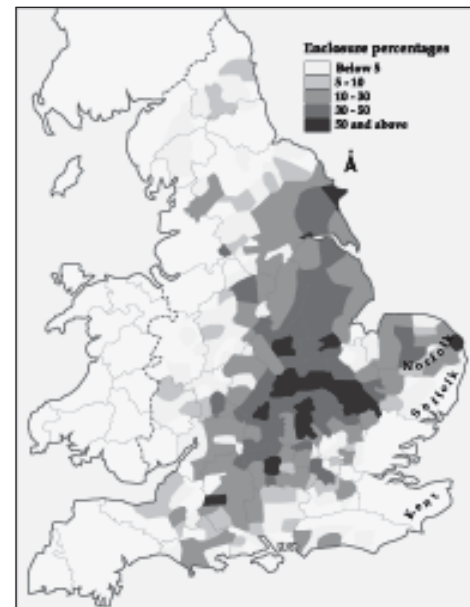 Enclosure percentages
Below 5
5 - 10
10 - 30
30 - 50
50 and above
Norfolk
Suffolk
Kent